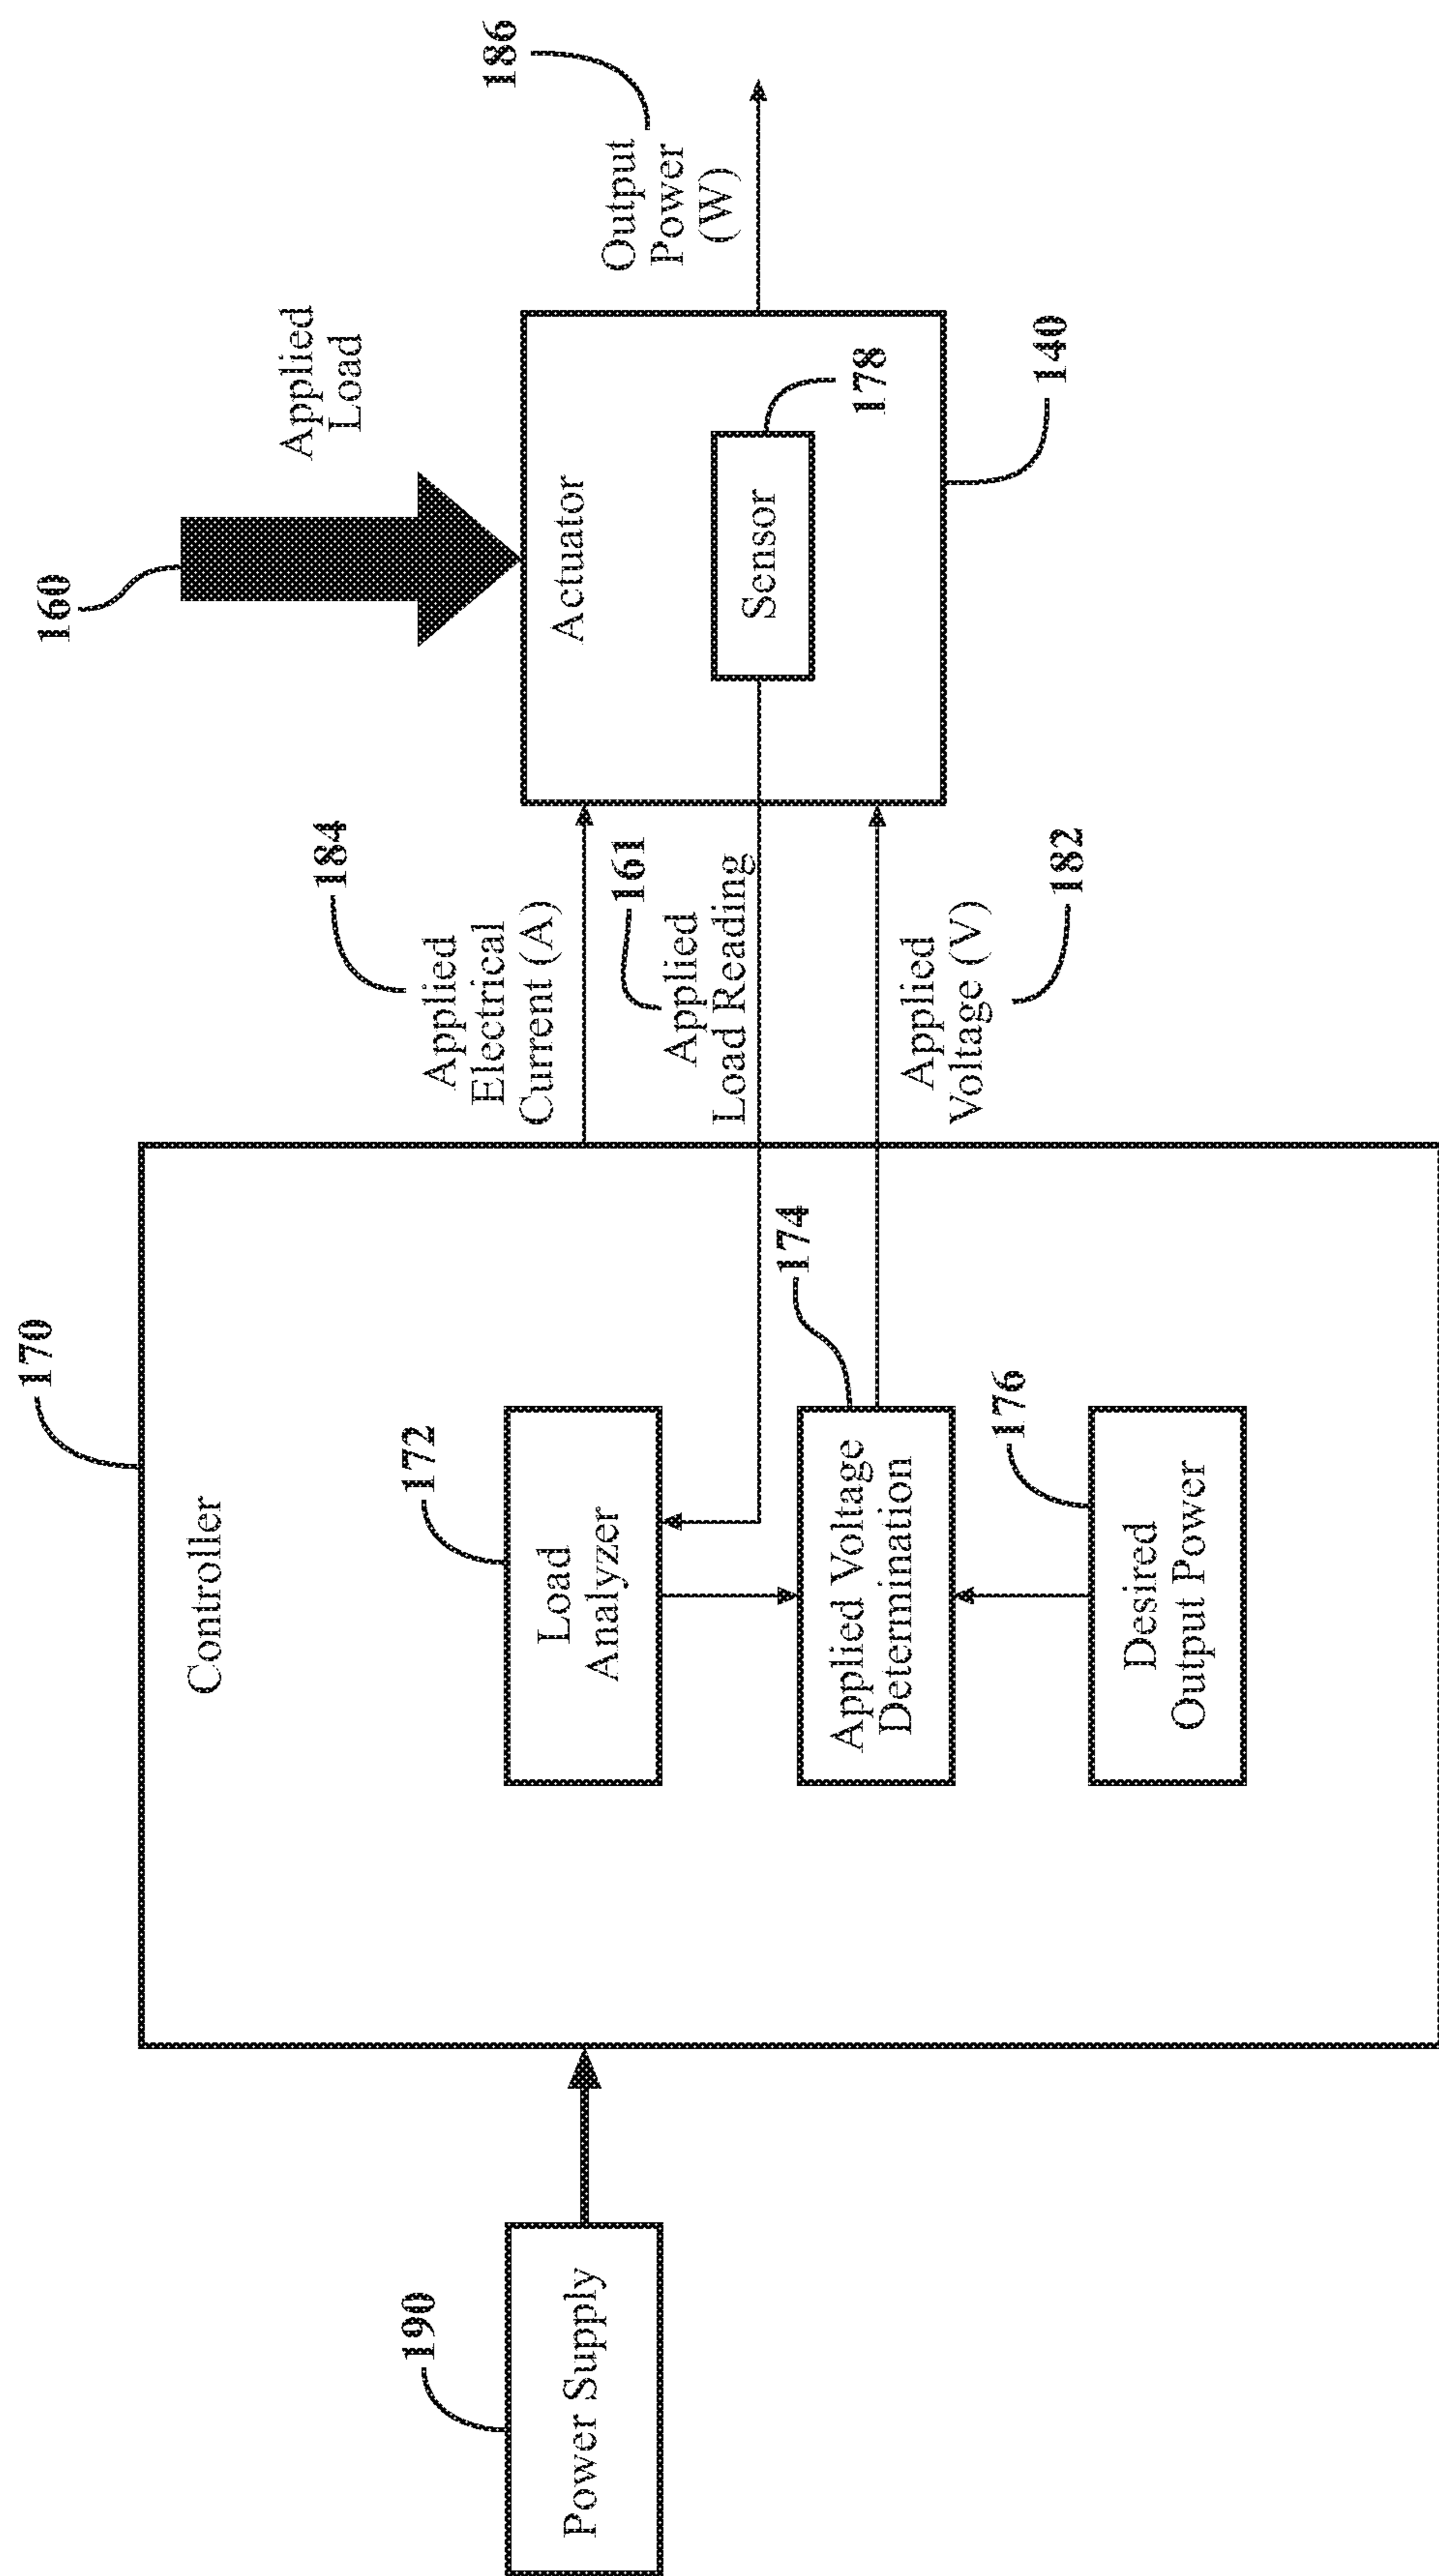 190
Power Supply
170
Controller
172
Load
Analyzer
174
Applied Voltage
Determination
176
Desired
Output Power
184
Applied
Electrical
Current (A)
161
Applied
Load Reading
Applied
Voltage (V)
182
160
Applied
Load
Actuator
Sensor
178
140
186
Output
Power
(W)